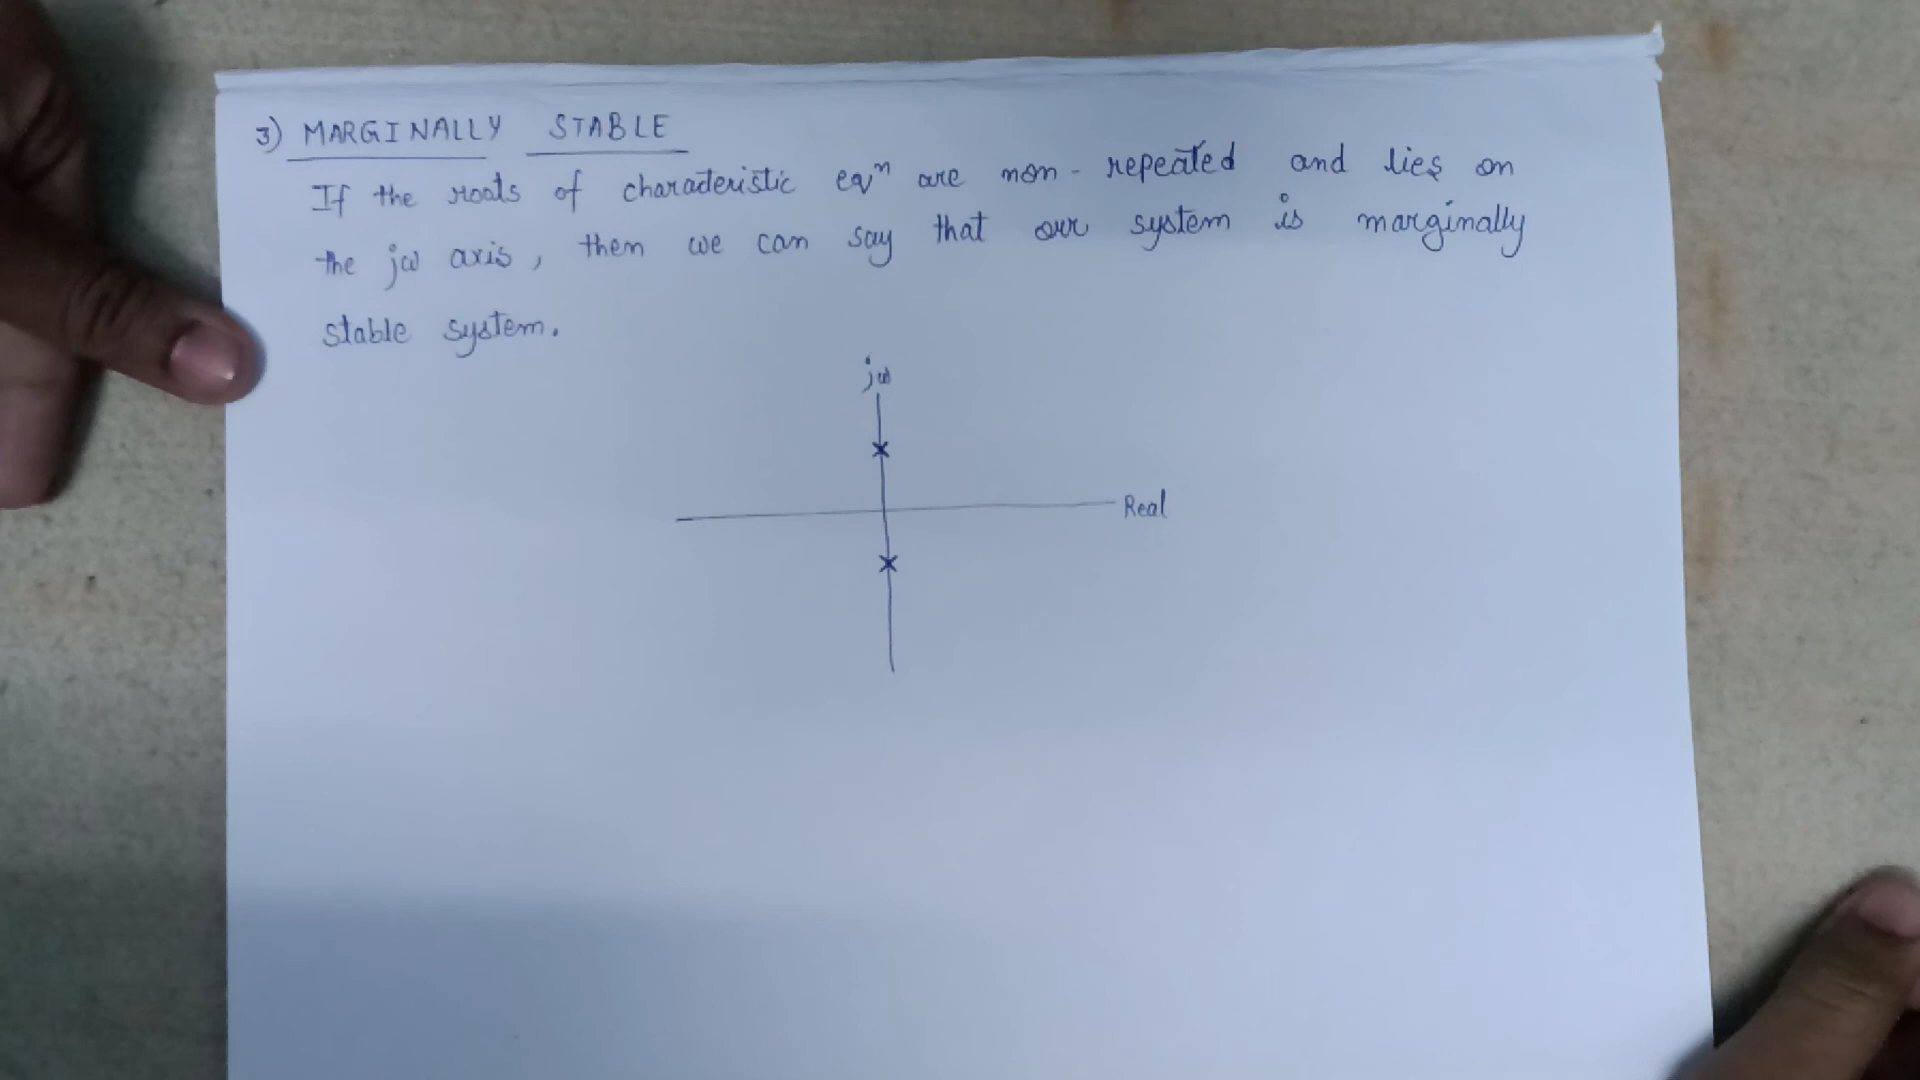 3) MARGINALLY STABLE
If the roots of characteristic eqⁿ are non-repeated and lies on
the jω axis, then we can say that our system is marginally
stable system.
jω
Real